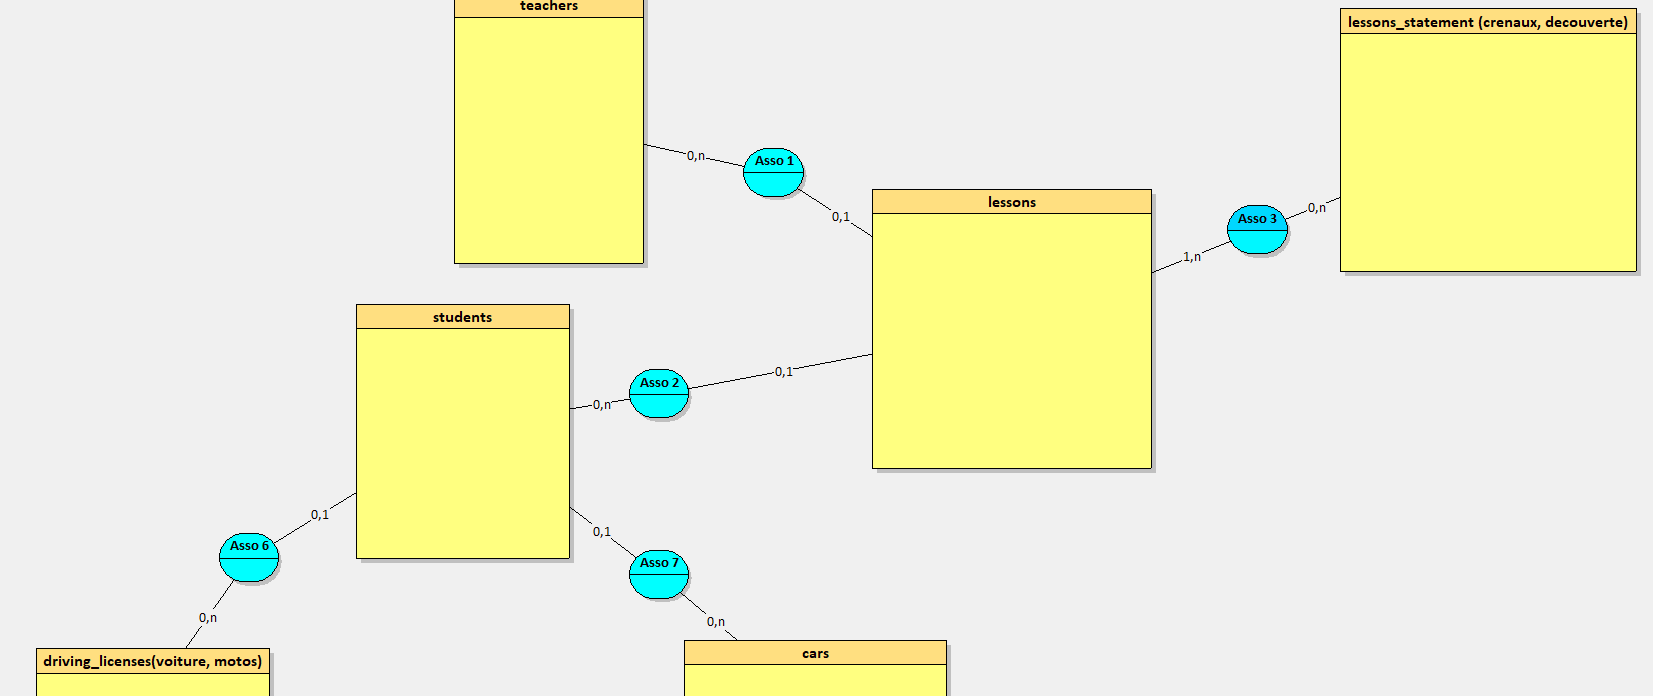 teachers
lessons_statement (crenaux, decouverte)
0,n
Asso 1
0,1
lessons
Asso 3
0,n
1,n
students
0,n
Asso 2
0,1
0,1
Asso 6
0,n
0,1
Asso 7
0,n
driving_licenses(voiture, motos)
cars